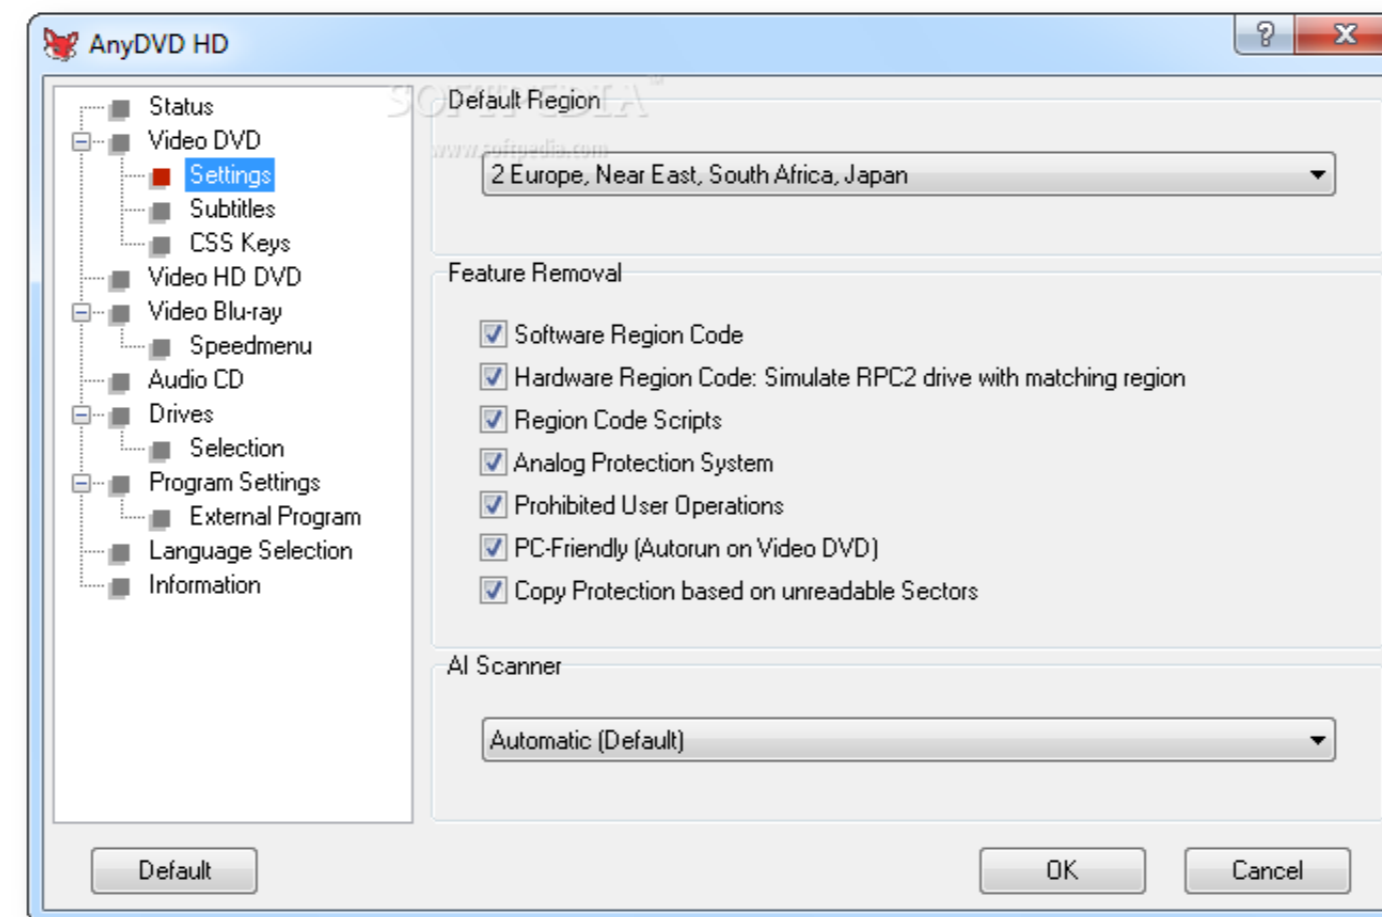 AnyDVD HD
?
X
Status
Video DVD
Settings
Subtitles
CSS Keys
Video HD DVD
Video Blu-ray
Speedmenu
Audio CD
Drives
Selection
Program Settings
External Program
Language Selection
Information
SOFTPEDIA™
www.softpedia.com
Default Region
2 Europe, Near East, South Africa, Japan
Feature Removal
Software Region Code
Hardware Region Code: Simulate RPC2 drive with matching region
Region Code Scripts
Analog Protection System
Prohibited User Operations
PC-Friendly (Autorun on Video DVD)
Copy Protection based on unreadable Sectors
AI Scanner
Automatic (Default)
Default
OK
Cancel